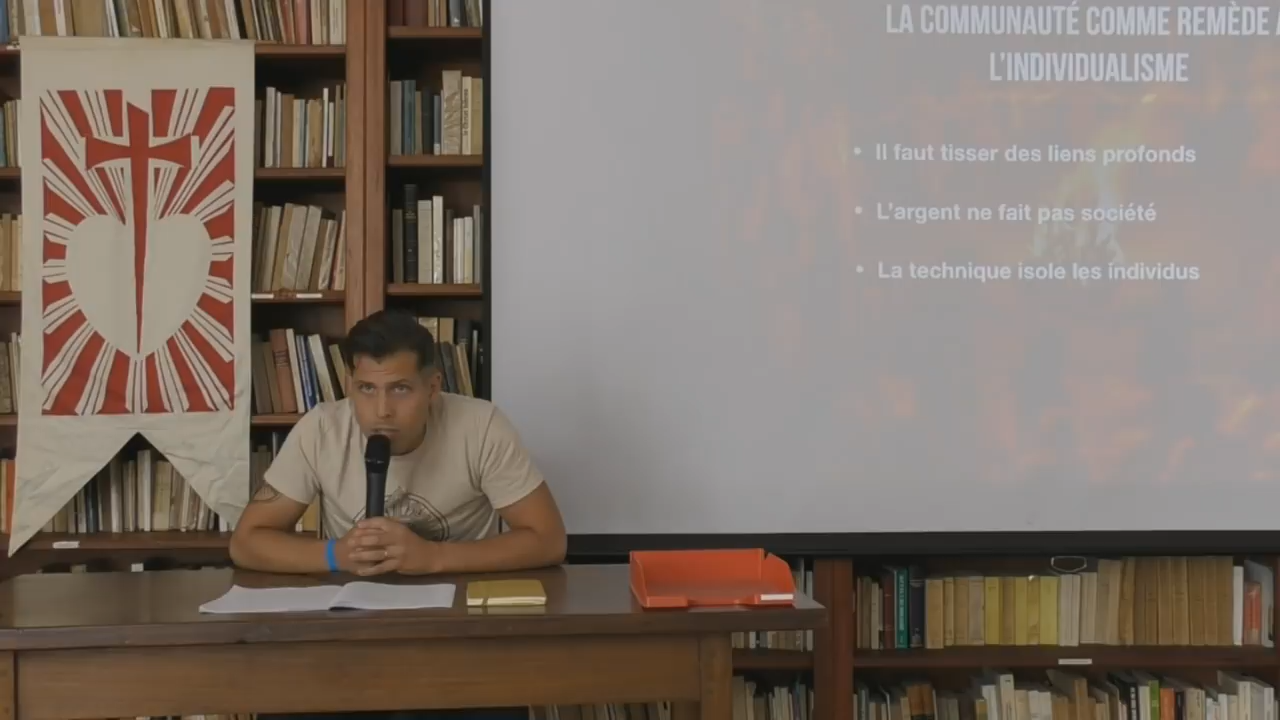 LA COMMUNAUTÉ COMME REMÈDE
L'INDIVIDUALISME
• Il faut tisser des liens profonds
• L'argent ne fait pas société
• La technique isole les individus